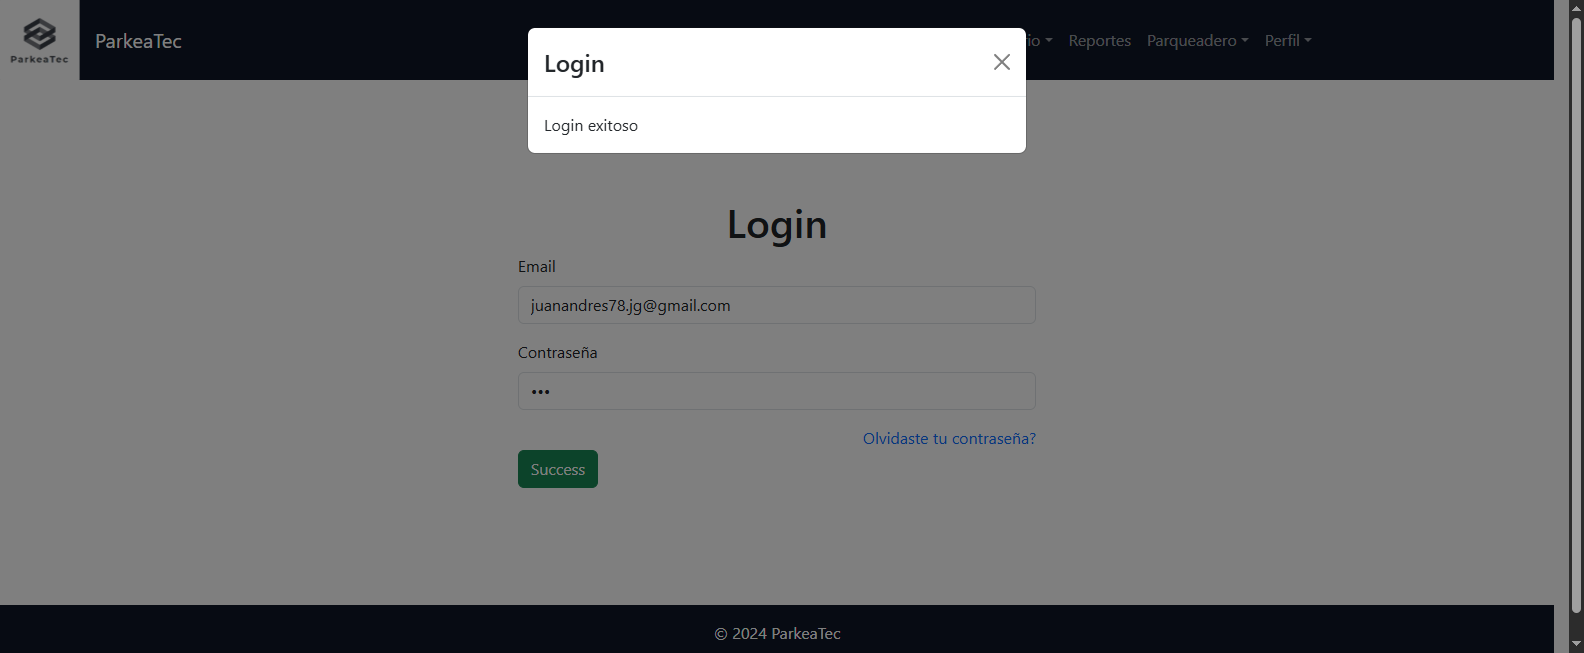 ParkeaTec
ParkeaTec
Reportes
Parqueadero
Perfil
Login
Login exitoso
Login
Email
juanandres78.jg@gmail.com
Contraseña
•••
Olvidaste tu contraseña?
Success
© 2024 ParkeaTec